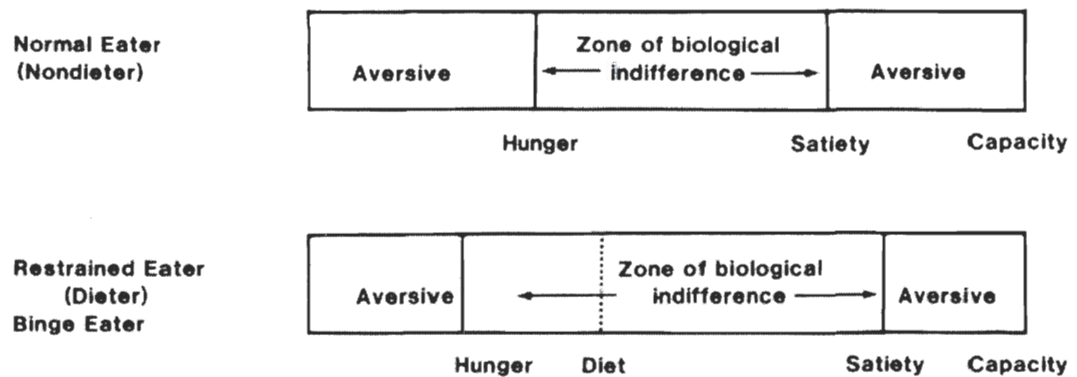 Normal Eater
(Nondieter)
Aversive
Zone of biological
indifference
Aversive
Hunger
Satiety
Capacity
Restrained Eater
(Dieter)
Binge Eater
Aversive
Zone of biological
indifference
Aversive
Hunger
Diet
Satiety
Capacity